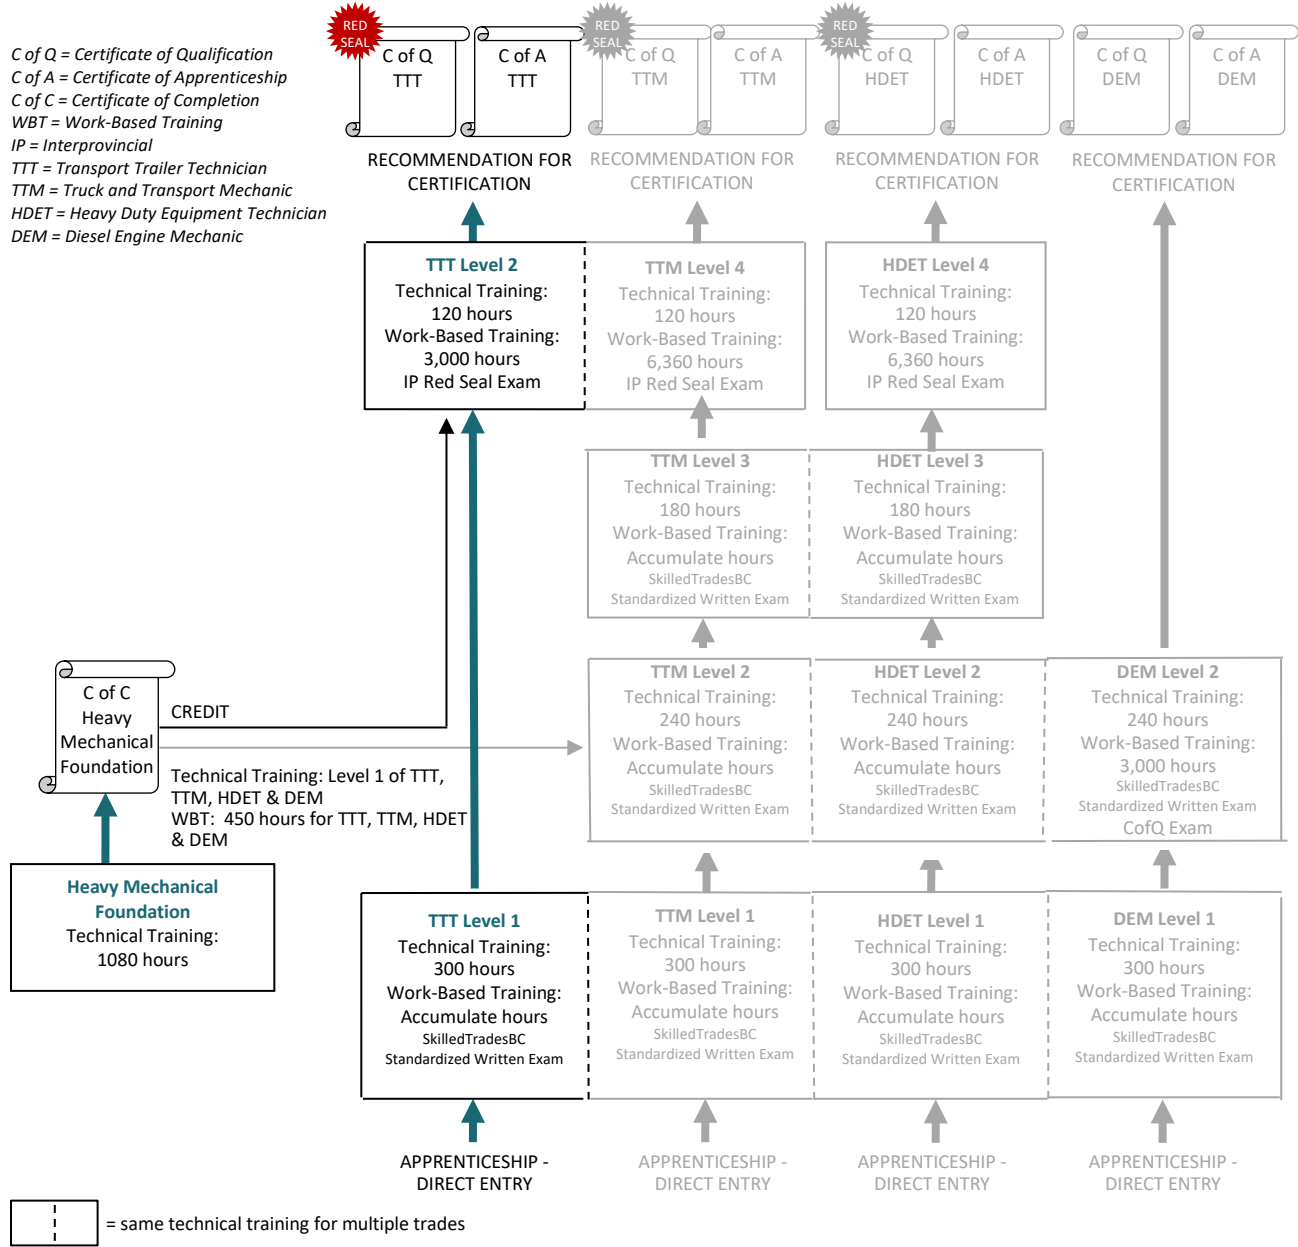 C of Q = Certificate of Qualification
C of A = Certificate of Apprenticeship
C of C = Certificate of Completion
WBT = Work-Based Training
IP = Interprovincial
TTT = Transport Trailer Technician
TTM = Truck and Transport Mechanic
HDET = Heavy Duty Equipment Technician
DEM = Diesel Engine Mechanic
RED
SEAL
C of Q
TTT
C of A
TTT
RECOMMENDATION FOR
CERTIFICATION
RED
SEAL
C of Q
TTM
C of A
TTM
RECOMMENDATION FOR
CERTIFICATION
RED
SEAL
C of Q
HDET
C of A
HDET
RECOMMENDATION FOR
CERTIFICATION
C of Q
DEM
C of A
DEM
RECOMMENDATION FOR
CERTIFICATION
TTT Level 2
Technical Training:
120 hours
Work-Based Training:
3,000 hours
IP Red Seal Exam
TTM Level 4
Technical Training:
120 hours
Work-Based Training:
6,360 hours
IP Red Seal Exam
HDET Level 4
Technical Training:
120 hours
Work-Based Training:
6,360 hours
IP Red Seal Exam
TTM Level 3
Technical Training:
180 hours
Work-Based Training:
Accumulate hours
SkilledTradesBC
Standardized Written Exam
HDET Level 3
Technical Training:
180 hours
Work-Based Training:
Accumulate hours
SkilledTradesBC
Standardized Written Exam
C of C
Heavy
Mechanical
Foundation
CREDIT
Technical Training: Level 1 of TTT,
TTM, HDET & DEM
WBT: 450 hours for TTT, TTM, HDET
& DEM
TTM Level 2
Technical Training:
240 hours
Work-Based Training:
Accumulate hours
SkilledTradesBC
Standardized Written Exam
HDET Level 2
Technical Training:
240 hours
Work-Based Training:
Accumulate hours
SkilledTradesBC
Standardized Written Exam
DEM Level 2
Technical Training:
240 hours
Work-Based Training:
3,000 hours
SkilledTradesBC
Standardized Written Exam
CofQ Exam
Heavy Mechanical
Foundation
Technical Training:
1080 hours
TTT Level 1
Technical Training:
300 hours
Work-Based Training:
Accumulate hours
SkilledTradesBC
Standardized Written Exam
TTM Level 1
Technical Training:
300 hours
Work-Based Training:
Accumulate hours
SkilledTradesBC
Standardized Written Exam
HDET Level 1
Technical Training:
300 hours
Work-Based Training:
Accumulate hours
SkilledTradesBC
Standardized Written Exam
DEM Level 1
Technical Training:
300 hours
Work-Based Training:
Accumulate hours
SkilledTradesBC
Standardized Written Exam
APPRENTICESHIP -
DIRECT ENTRY
APPRENTICESHIP -
DIRECT ENTRY
APPRENTICESHIP -
DIRECT ENTRY
APPRENTICESHIP -
DIRECT ENTRY
= same technical training for multiple trades